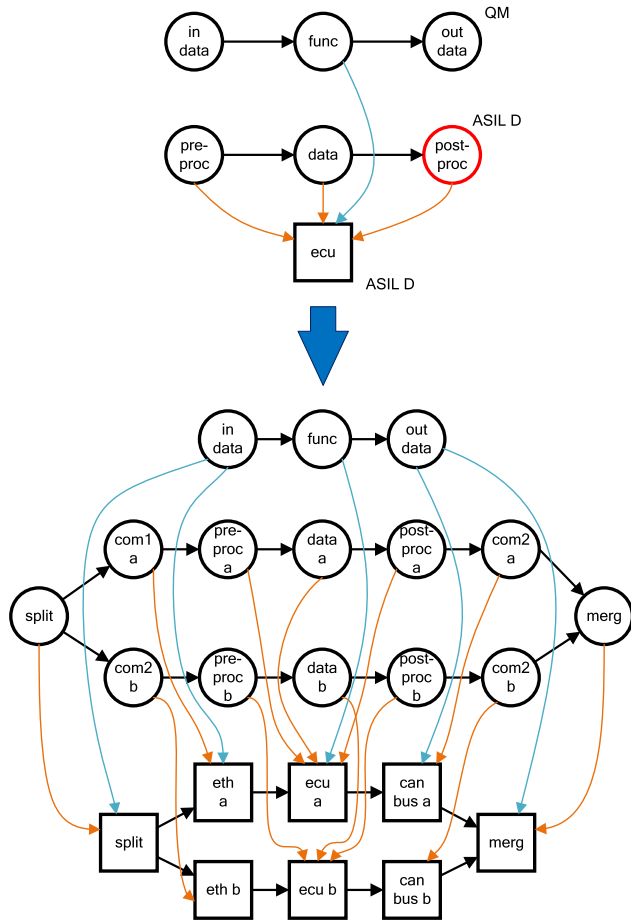 QM
in
data
func
out
data
ASIL D
pre-
proc
data
post-
proc
ecu
ASIL D
in
data
func
out
data
com1
a
pre-
proc a
data
a
post-
proc a
com2
a
split
merg
com2
b
pre-
proc b
data
b
post-
proc b
com2
b
eth
a
ecu
a
can
bus a
split
merg
eth b
ecu b
can
bus b